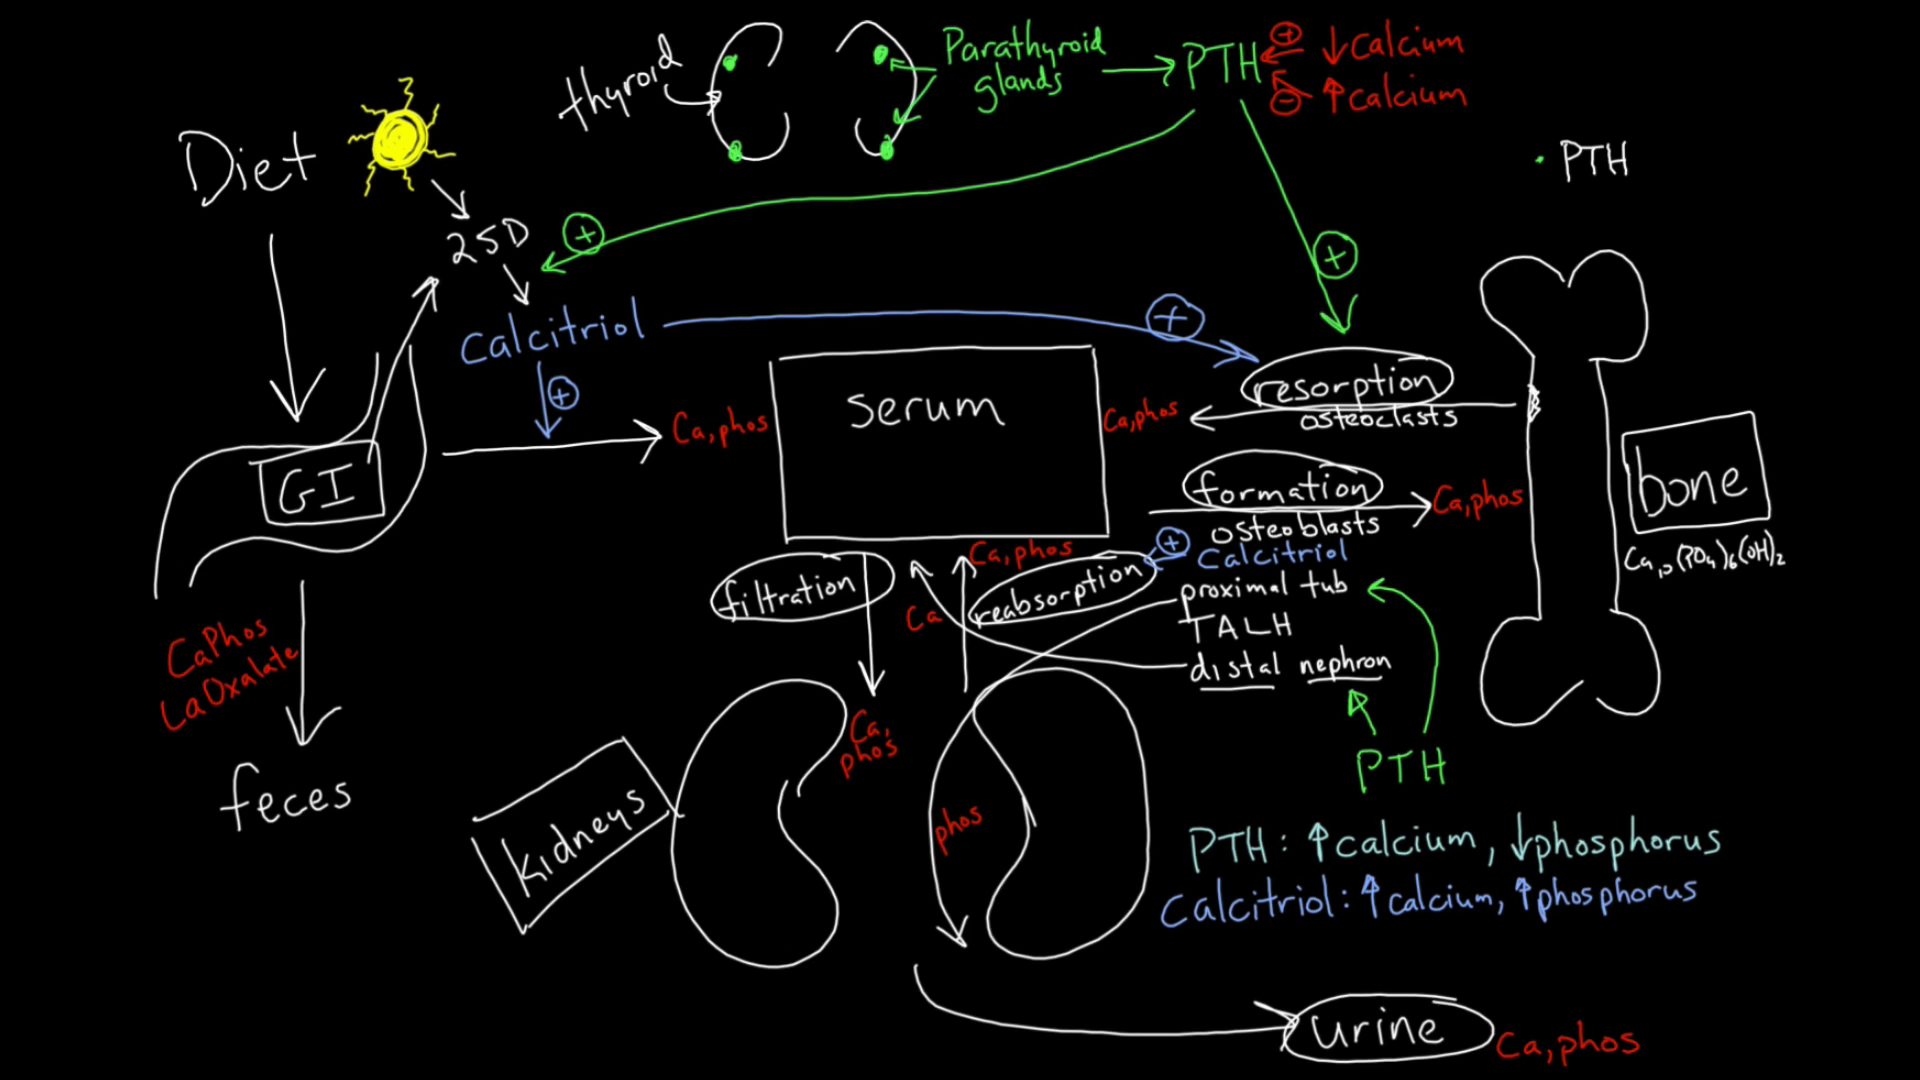 Parathyroid
glands
PTH
+ ↓ calcium
- ↑ calcium
thyroid
Diet
• PTH
25D
+
+
Calcitriol
+
+
GI
Ca, phos
serum
Ca, phos
resorption
osteoclasts
formation
osteoblasts
Ca, phos
bone
Ca10(PO4)6(OH)2
+ Calcitriol
Ca, phos
filtration
reabsorption
Ca
proximal tub
TALH
distal nephron
PTH
CaPhos
CaOxalate
feces
Ca,
phos
kidneys
phos
PTH: ↑ calcium, ↓ phosphorus
Calcitriol: ↑ calcium, ↑ phosphorus
urine
Ca, phos